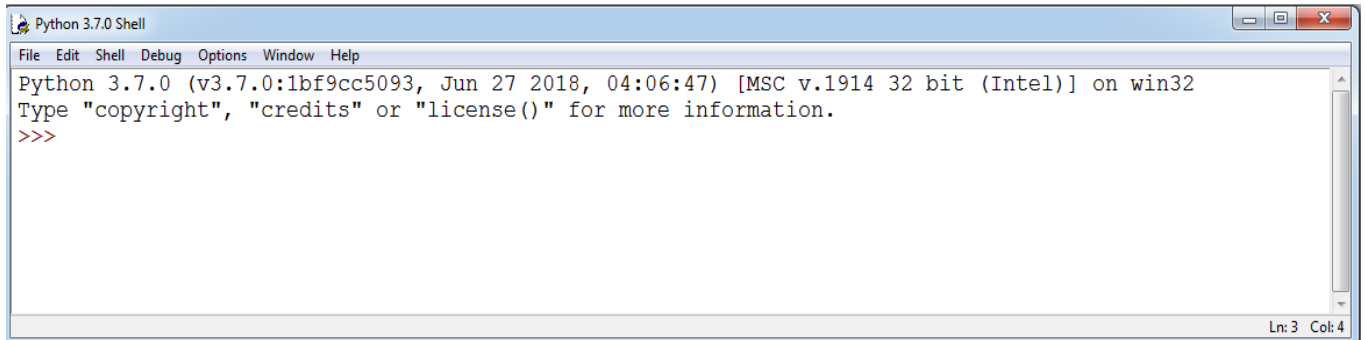 Python 3.7.0 Shell
File Edit Shell Debug Options Window Help
Python 3.7.0 (v3.7.0:1bf9cc5093, Jun 27 2018, 04:06:47) [MSC v.1914 32 bit (Intel)] on win32
Type "copyright", "credits" or "license()" for more information.
>>>
Ln: 3 Col: 4